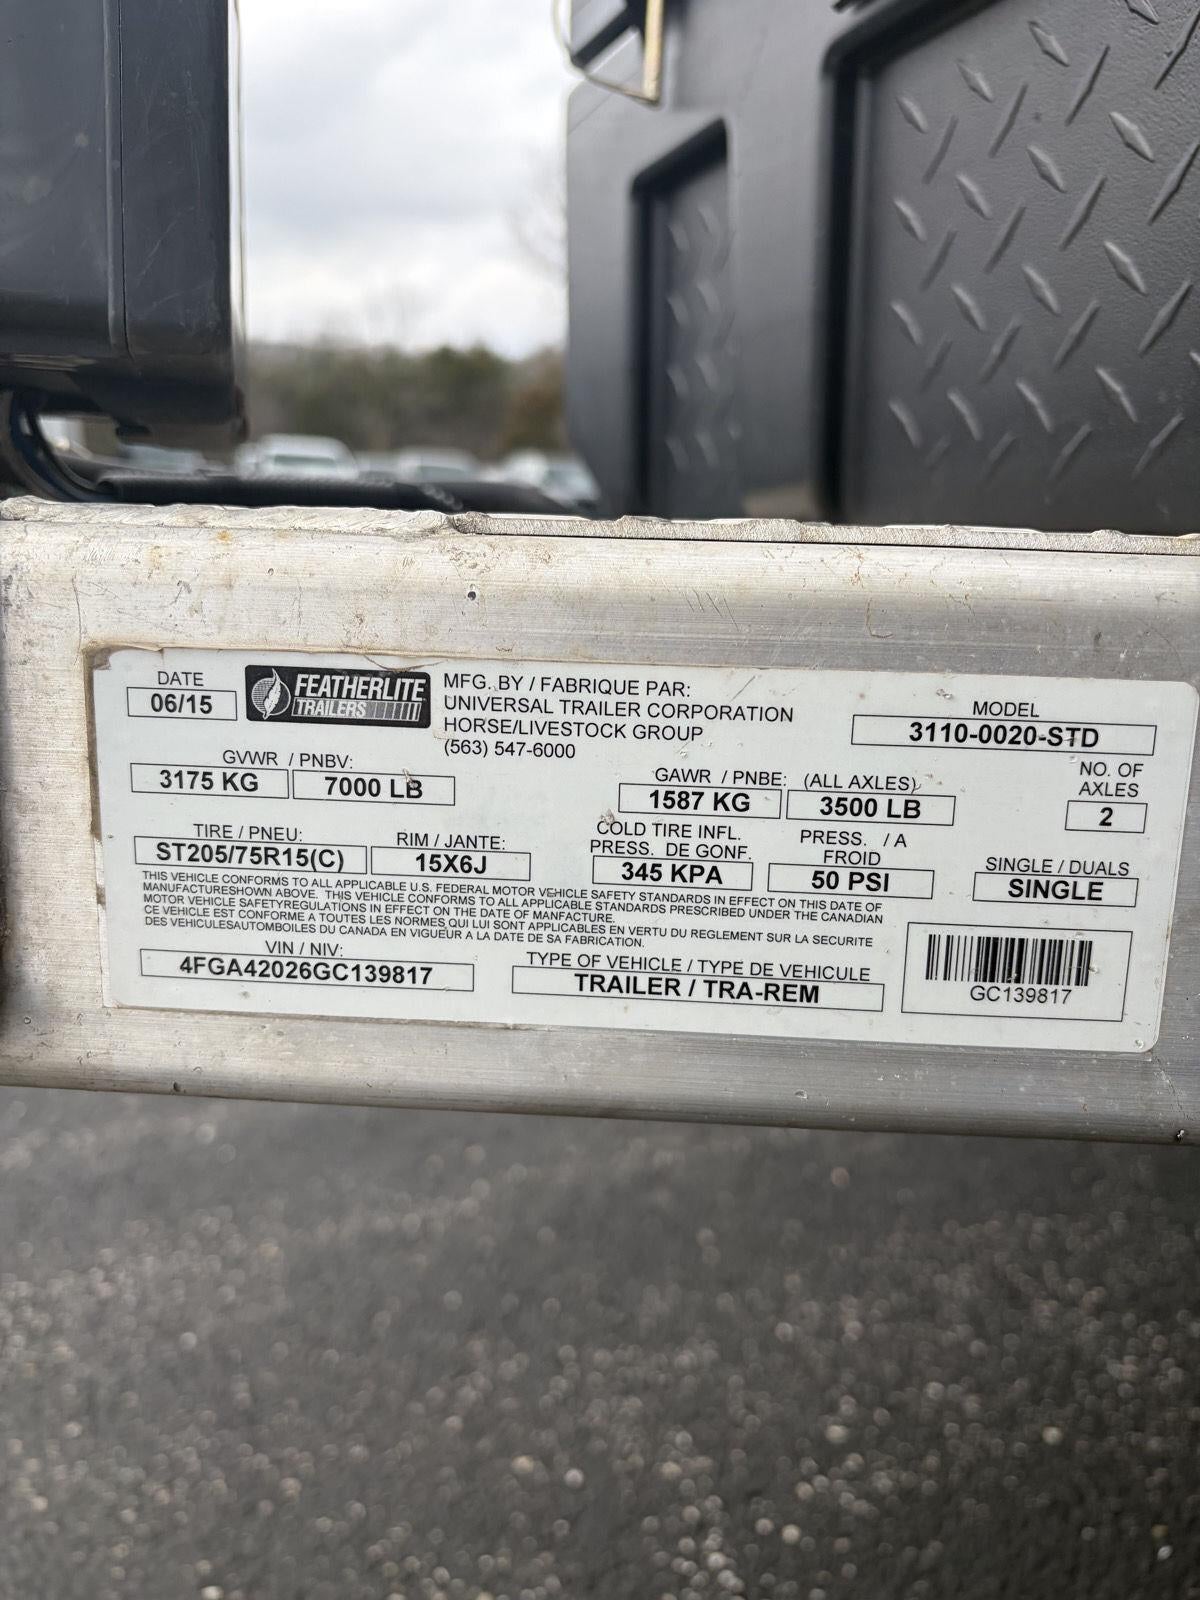 DATE
06/15
FEATHERLITE
TRAILERS
MFG. BY / FABRIQUE PAR:
UNIVERSAL TRAILER CORPORATION
HORSE/LIVESTOCK GROUP
(563) 547-6000
MODEL
3110-0020-STD
GVWR / PNBV:
3175 KG 7000 LB
GAWR / PNBE: (ALL AXLES)
1587 KG 3500 LB
NO. OF
AXLES
2
TIRE / PNEU:
ST205/75R15(C)
RIM / JANTE:
15X6J
COLD TIRE INFL.
PRESS. DE GONF.
345 KPA
PRESS. / A
FROID
50 PSI
SINGLE / DUALS
SINGLE
THIS VEHICLE CONFORMS TO ALL APPLICABLE U.S. FEDERAL MOTOR VEHICLE SAFETY STANDARDS IN EFFECT ON THIS DATE OF
MANUFACTURESHOWN ABOVE. THIS VEHICLE CONFORMS TO ALL APPLICABLE STANDARDS PRESCRIBED UNDER THE CANADIAN
MOTOR VEHICLE SAFETYREGULATIONS IN EFFECT ON THE DATE OF MANFACTURE.
CE VEHICLE EST CONFORME A TOUTES LES NORMES QUI LUI SONT APPLICABLES EN VERTU DU REGLEMENT SUR LA SECURITE
DES VEHICULESAUTOMBOILES DU CANADA EN VIGUEUR A LA DATE DE SA FABRICATION.
VIN / NIV:
4FGA42026GC139817
TYPE OF VEHICLE / TYPE DE VEHICULE
TRAILER / TRA-REM
GC139817